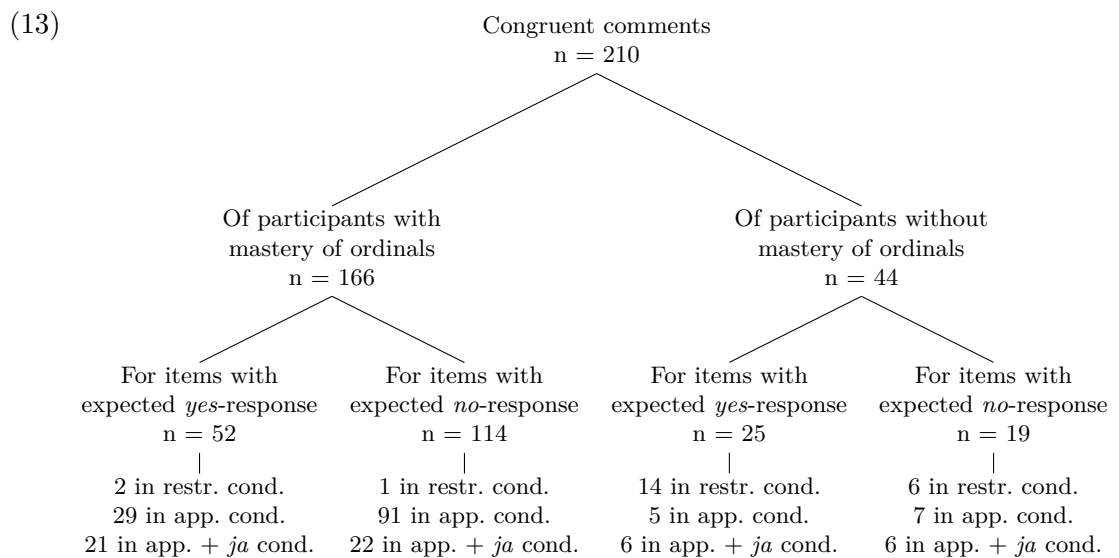 (13)
Congruent comments
n = 210
Of participants with
mastery of ordinals
n = 166
Of participants without
mastery of ordinals
n = 44
For items with
expected yes-response
n = 52
For items with
expected no-response
n = 114
For items with
expected yes-response
n = 25
For items with
expected no-response
n = 19
2 in restr. cond.
29 in app. cond.
21 in app. + ja cond.
1 in restr. cond.
91 in app. cond.
22 in app. + ja cond.
14 in restr. cond.
5 in app. cond.
6 in app. + ja cond.
6 in restr. cond.
7 in app. cond.
6 in app. + ja cond.